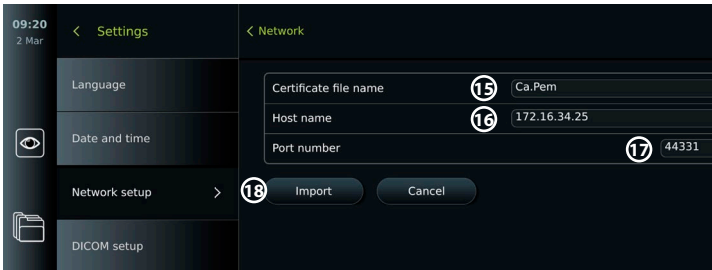 09:20
2 Mar
Settings
Network
Language
Date and time
Network setup
DICOM setup
Certificate file name 15 Ca.Pem
Host name 16 172.16.34.25
Port number 17 44331
18 Import Cancel